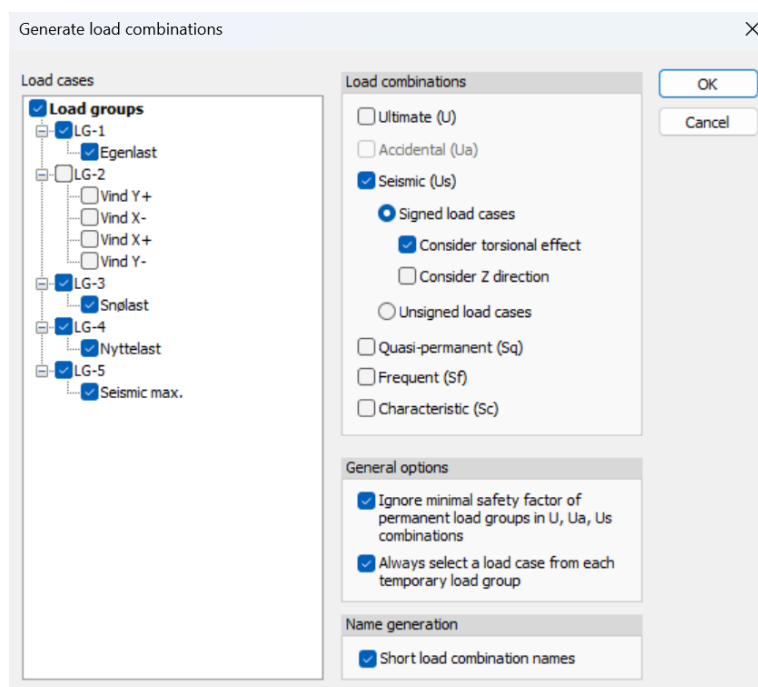 Generate load combinations
Load cases
Load groups
LG-1
Egenlast
LG-2
Vind Y+
Vind X-
Vind X+
Vind Y-
LG-3
Snølast
LG-4
Nyttelast
LG-5
Seismic max.
Load combinations
Ultimate (U)
Accidental (Ua)
Seismic (Us)
Signed load cases
Consider torsional effect
Consider Z direction
Unsigned load cases
Quasi-permanent (Sq)
Frequent (Sf)
Characteristic (Sc)
General options
Ignore minimal safety factor of
permanent load groups in U, Ua, Us
combinations
Always select a load case from each
temporary load group
Name generation
Short load combination names
OK
Cancel